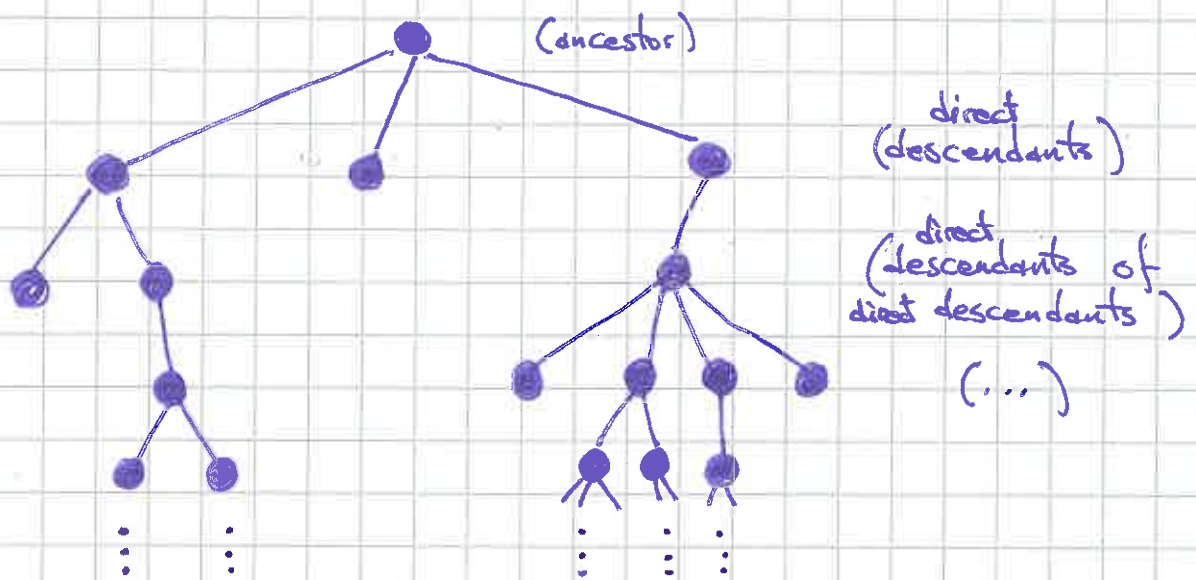 (ancestor)
direct
(descendants)
direct
(descendants of
direct descendants)
(...)